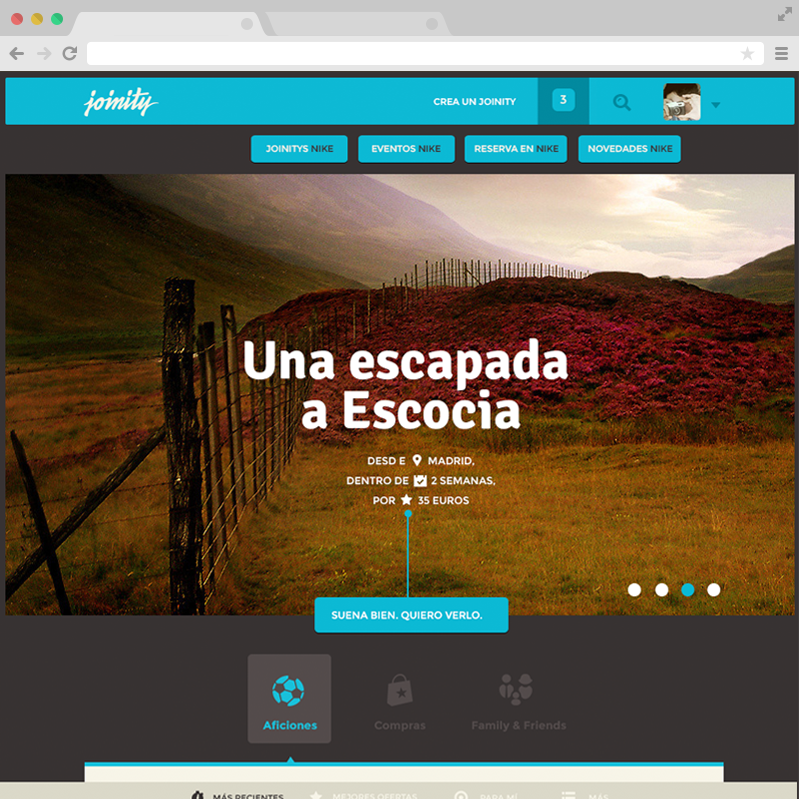 joinity
CREA UN JOINITY
3
JOINITYS NIKE
EVENTOS NIKE
RESERVA EN NIKE
NOVEDADES NIKE
Una escapada
a Escocia
DESD E MADRID,
DENTRO DE 2 SEMANAS,
POR 35 EUROS
SUENA BIEN. QUIERO VERLO.
Aficiones
Compras
Family & Friends
MÁS RECIENTES
MEJORES OFERTAS
PARA MÍ
MÁS